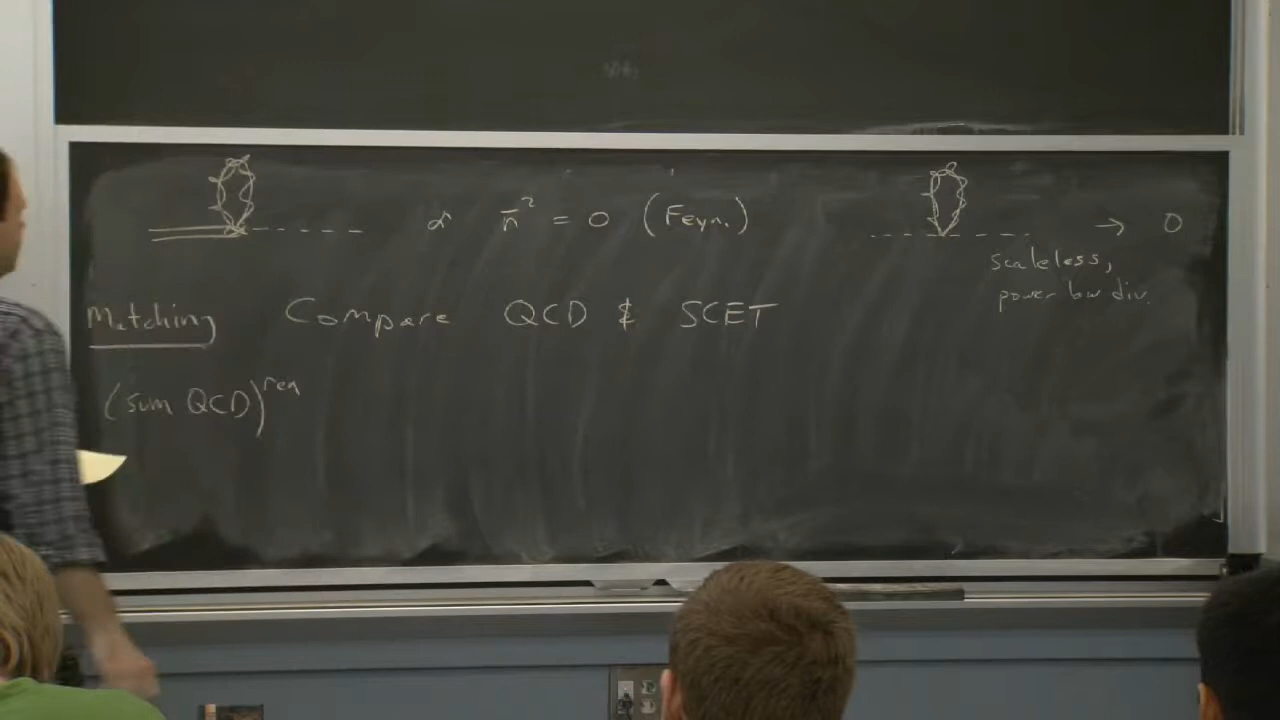 ∝ n̄² = 0 (Feyn.) → 0
scaleless,
power law div.
Matching Compare QCD & SCET
(sum QCD)ʳᵉⁿ